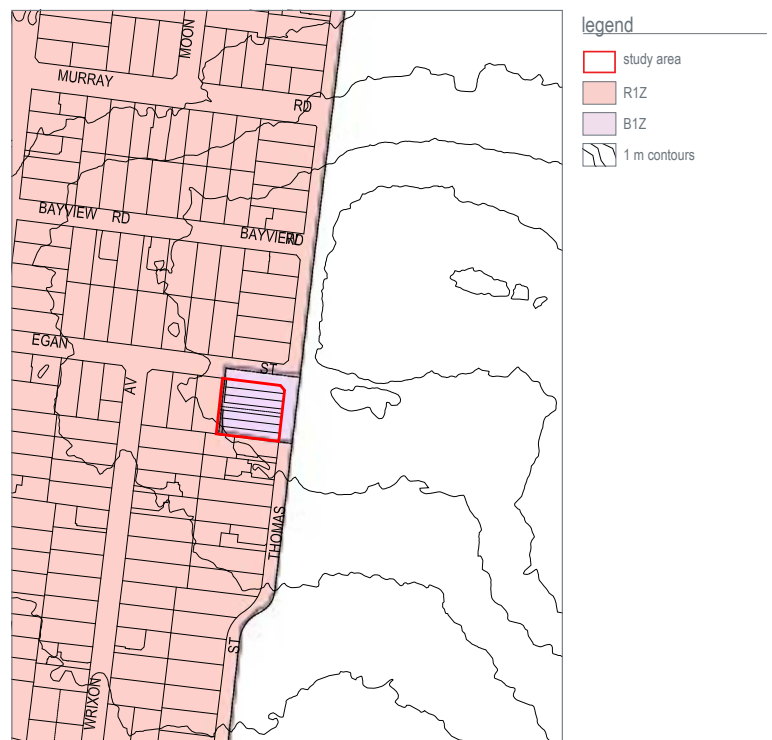 legend
study area
R1Z
B1Z
1 m contours
MOON
MURRAY
RD
BAYVIEW RD
BAYVIEW RD
EGAN
ST
AV
THOMAS
ST
WRIXON